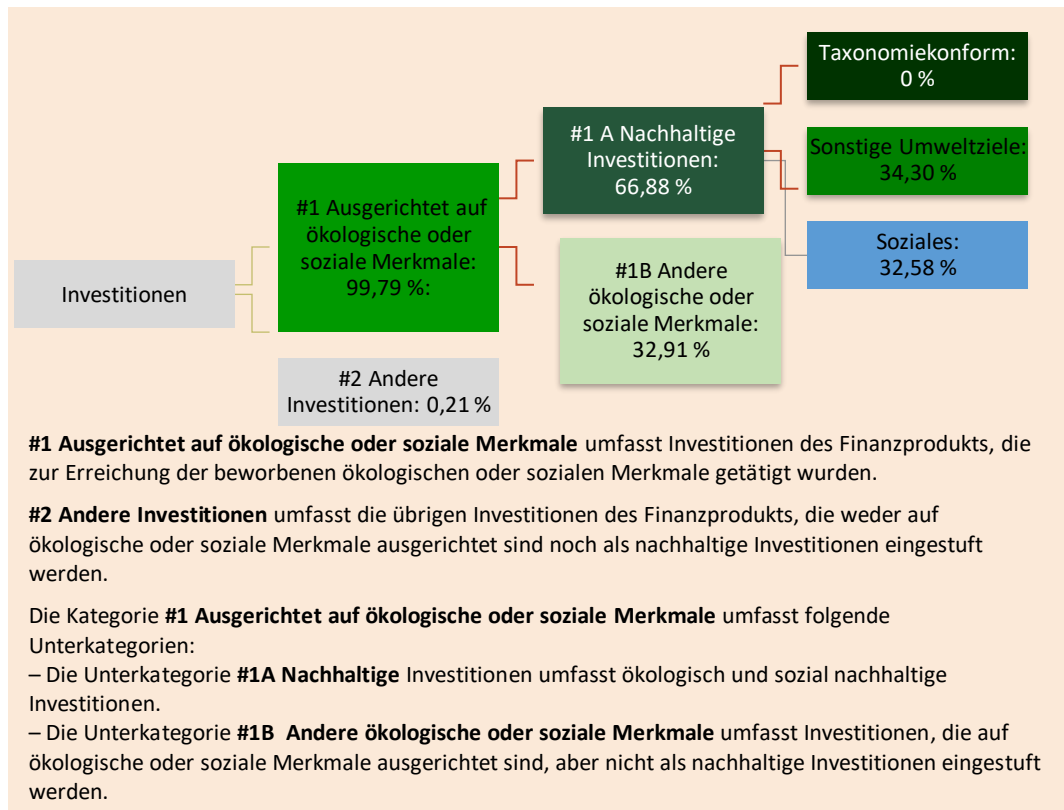 Taxonomiekonform:
0 %
#1 A Nachhaltige
Investitionen:
66,88 %
Sonstige Umweltziele:
34,30 %
#1 Ausgerichtet auf
ökologische oder
soziale Merkmale:
99,79 %:
Soziales:
32,58 %
Investitionen
#1B Andere
ökologische oder
soziale Merkmale:
32,91 %
#2 Andere
Investitionen: 0,21 %
#1 Ausgerichtet auf ökologische oder soziale Merkmale umfasst Investitionen des Finanzprodukts, die
zur Erreichung der beworbenen ökologischen oder sozialen Merkmale getätigt wurden.
#2 Andere Investitionen umfasst die übrigen Investitionen des Finanzprodukts, die weder auf
ökologische oder soziale Merkmale ausgerichtet sind noch als nachhaltige Investitionen eingestuft
werden.
Die Kategorie #1 Ausgerichtet auf ökologische oder soziale Merkmale umfasst folgende
Unterkategorien:
– Die Unterkategorie #1A Nachhaltige Investitionen umfasst ökologisch und sozial nachhaltige
Investitionen.
– Die Unterkategorie #1B Andere ökologische oder soziale Merkmale umfasst Investitionen, die auf
ökologische oder soziale Merkmale ausgerichtet sind, aber nicht als nachhaltige Investitionen eingestuft
werden.